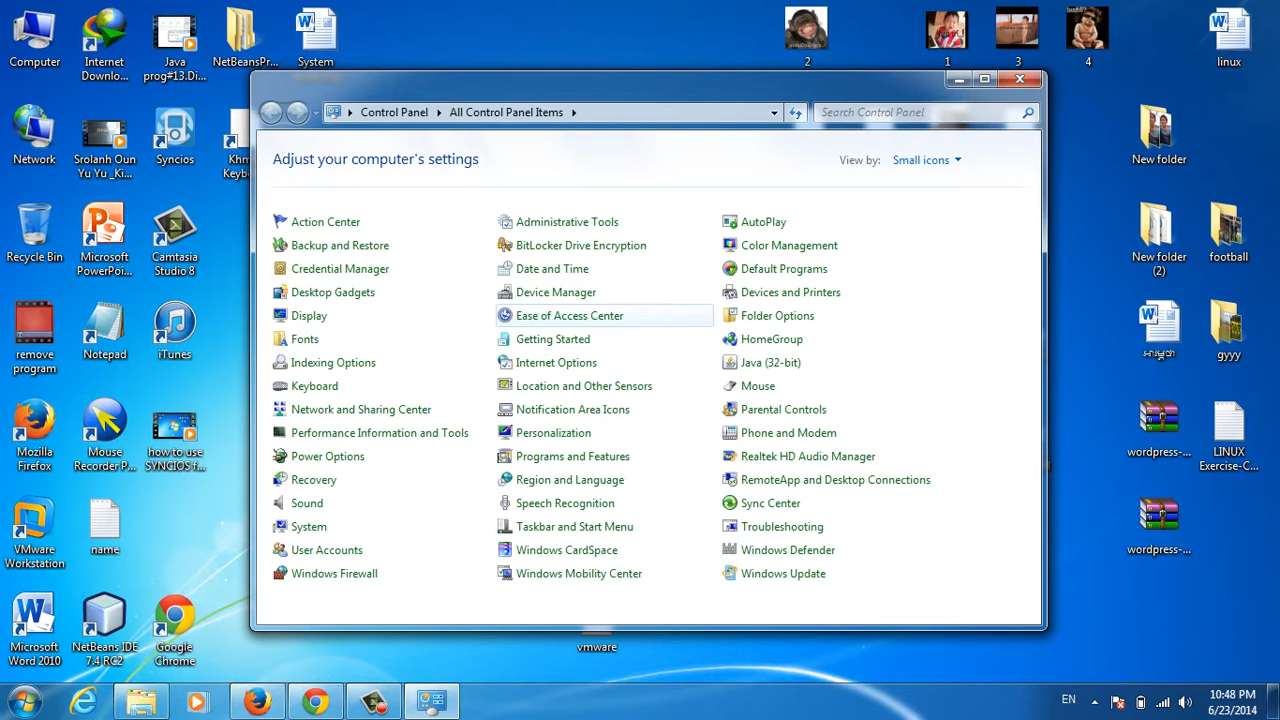 Computer
Internet
Downlo...
Java
prog#13.Di...
NetBeansPr...
System
2
1
3
4
linux
Network
Srolanh Oun
Yu Yu _Ki...
Syncios
Khm
Keyb
New folder
Recycle Bin
Microsoft
PowerPoi...
Camtasia
Studio 8
New folder
(2)
football
remove
program
Notepad
iTunes
gyyy
Mozilla
Firefox
Mouse
Recorder P...
how to use
SYNCIOS f...
wordpress-...
LINUX
Exercise-C...
VMware
Workstation
name
wordpress-...
Microsoft
Word 2010
NetBeans IDE
7.4 RC2
Google
Chrome
vmware
Control Panel
All Control Panel Items
Search Control Panel
Adjust your computer's settings
View by:
Small icons
Action Center
Administrative Tools
AutoPlay
Backup and Restore
BitLocker Drive Encryption
Color Management
Credential Manager
Date and Time
Default Programs
Desktop Gadgets
Device Manager
Devices and Printers
Display
Ease of Access Center
Folder Options
Fonts
Getting Started
HomeGroup
Indexing Options
Internet Options
Java (32-bit)
Keyboard
Location and Other Sensors
Mouse
Network and Sharing Center
Notification Area Icons
Parental Controls
Performance Information and Tools
Personalization
Phone and Modem
Power Options
Programs and Features
Realtek HD Audio Manager
Recovery
Region and Language
RemoteApp and Desktop Connections
Sound
Speech Recognition
Sync Center
System
Taskbar and Start Menu
Troubleshooting
User Accounts
Windows CardSpace
Windows Defender
Windows Firewall
Windows Mobility Center
Windows Update
EN
10:48 PM
6/23/2014